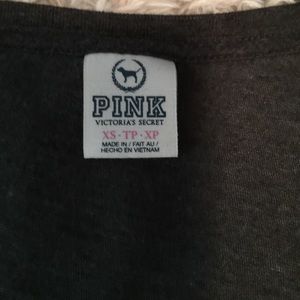 PINK
VICTORIA'S SECRET
XS · TP · XP
MADE IN / FAIT AU /
HECHO EN VIETNAM